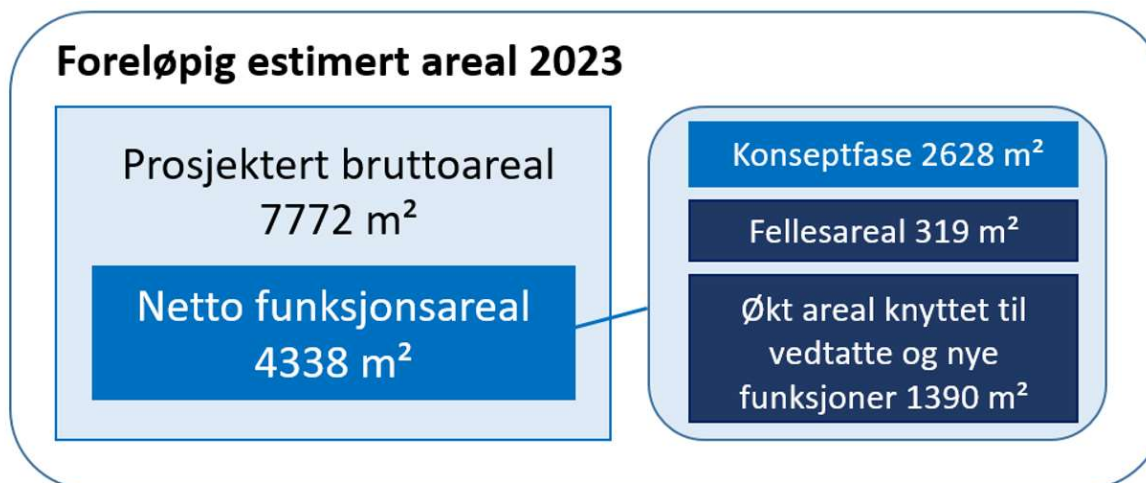 Foreløpig estimert areal 2023
Prosjektert bruttoareal
7772 m²
Netto funksjonsareal
4338 m²
Konseptfase 2628 m²
Fellesareal 319 m²
Økt areal knyttet til
vedtatte og nye
funksjoner 1390 m²